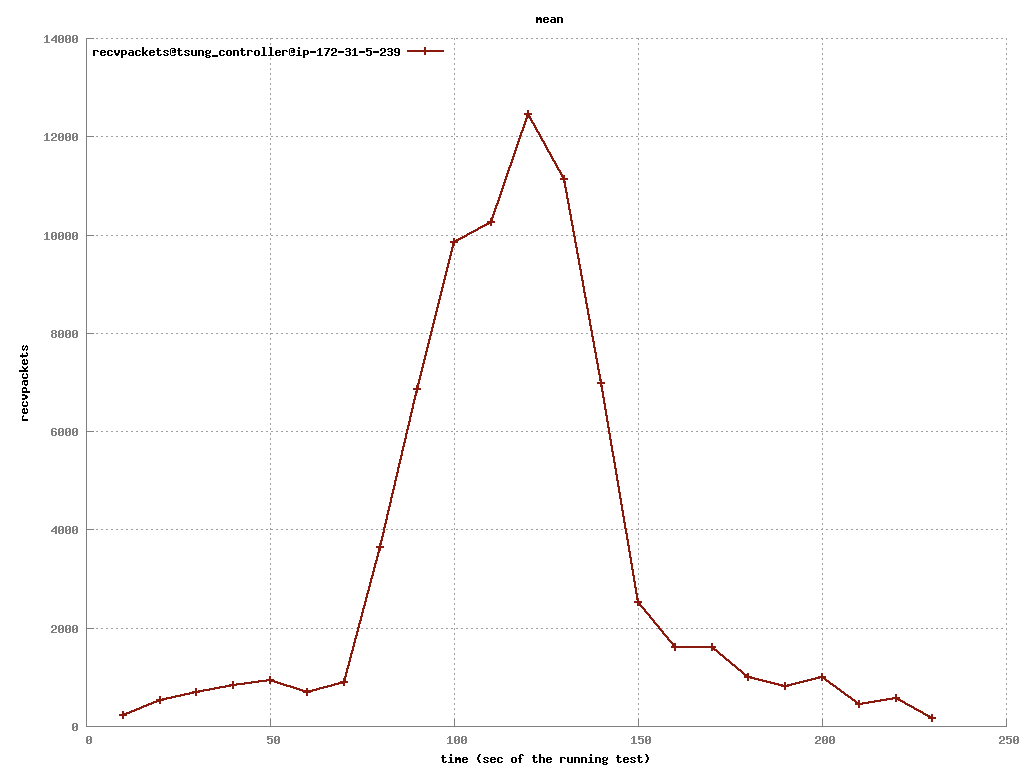 mean
14000
recvpackets@tsung_controller@ip-172-31-5-239
12000
10000
8000
recvpackets
6000
4000
2000
0
0 50 100 150 200 250
time (sec of the running test)